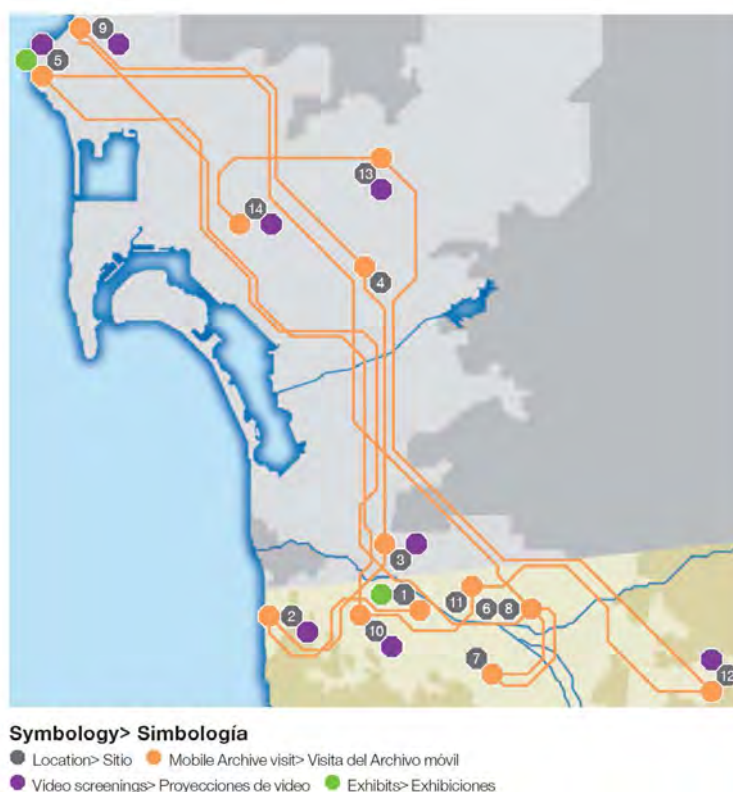 9
5
13
14
4
3
1
11
6
8
2
10
7
12
Symbology> Simbología
Location> Sitio
Mobile Archive visit> Visita del Archivo móvil
Video screenings> Proyecciones de video
Exhibits> Exhibiciones